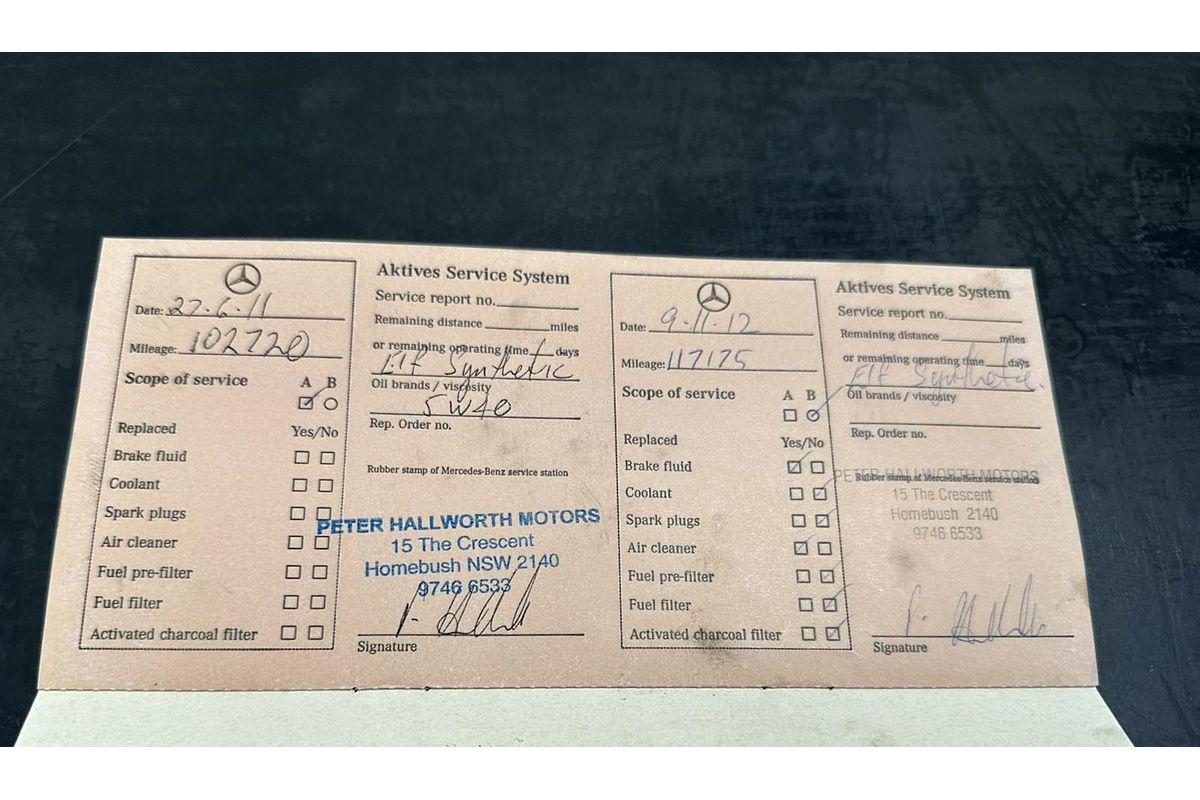 Date: 27-6-11
Mileage: 102720
Scope of service A B
Replaced Yes/No
Brake fluid
Coolant
Spark plugs
Air cleaner
Fuel pre-filter
Fuel filter
Activated charcoal filter
Aktives Service System
Service report no.
Remaining distance miles
or remaining operating time days
Elf Synthetic
Oil brands / viscosity
5W40
Rep. Order no.
Rubber stamp of Mercedes-Benz service station
PETER HALLWORTH MOTORS
15 The Crescent
Homebush NSW 2140
9746 6533
Signature
Date: 9-11-12
Mileage: 117175
Scope of service A B
Replaced Yes/No
Brake fluid
Coolant
Spark plugs
Air cleaner
Fuel pre-filter
Fuel filter
Activated charcoal filter
Aktives Service System
Service report no.
Remaining distance miles
or remaining operating time days
Elf Synthetic.
Oil brands / viscosity
Rep. Order no.
Rubber stamp of Mercedes-Benz service station
PETER HALLWORTH MOTORS
15 The Crescent
Homebush 2140
9746 6533
Signature